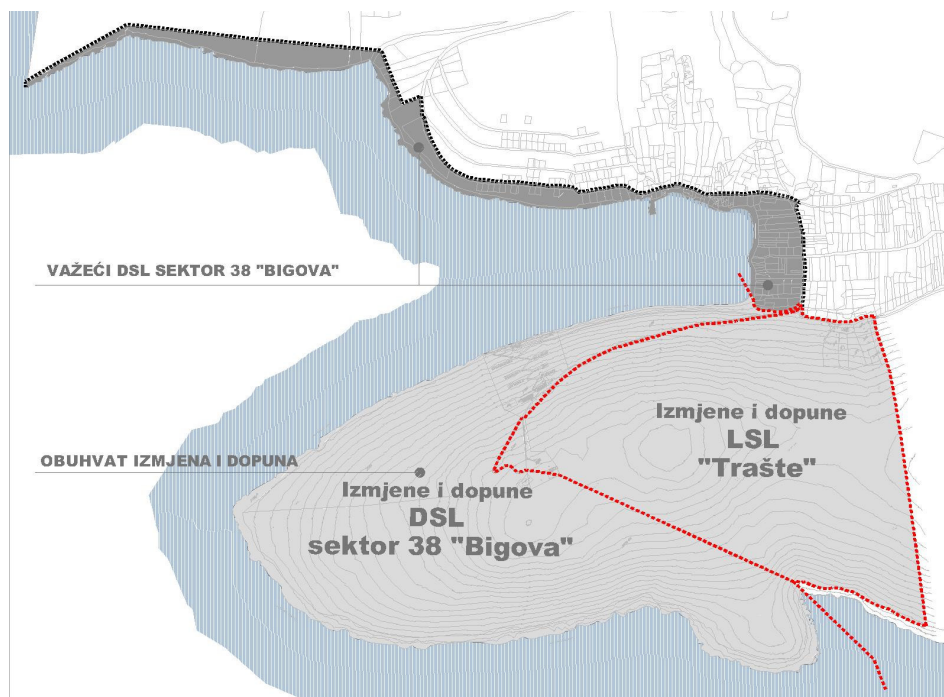 VAŽEĆI DSL SEKTOR 38 "BIGOVA"
Izmjene i dopune
LSL
"Trašte"
OBUHVAT IZMJENA I DOPUNA
Izmjene i dopune
DSL
sektor 38 "Bigova"